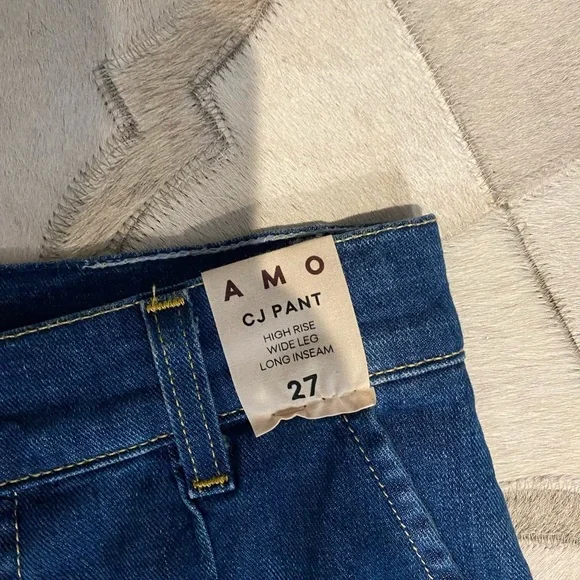 AMO
CJ PANT
HIGH RISE
WIDE LEG
LONG INSEAM
27